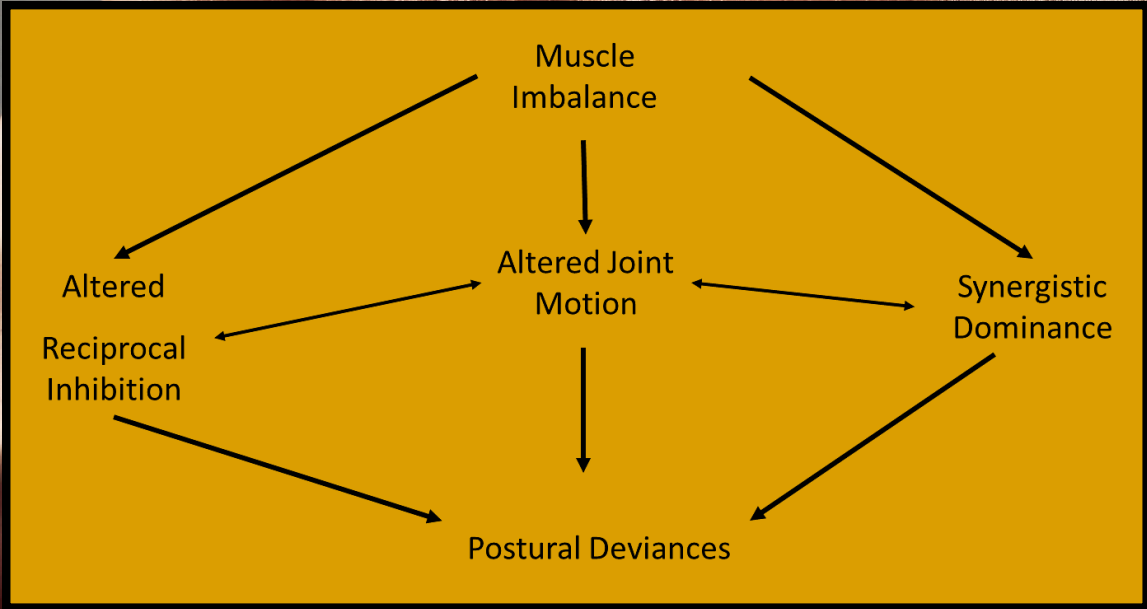 Muscle
Imbalance
Altered Joint
Motion
Altered
Reciprocal
Inhibition
Synergistic
Dominance
Postural Deviances